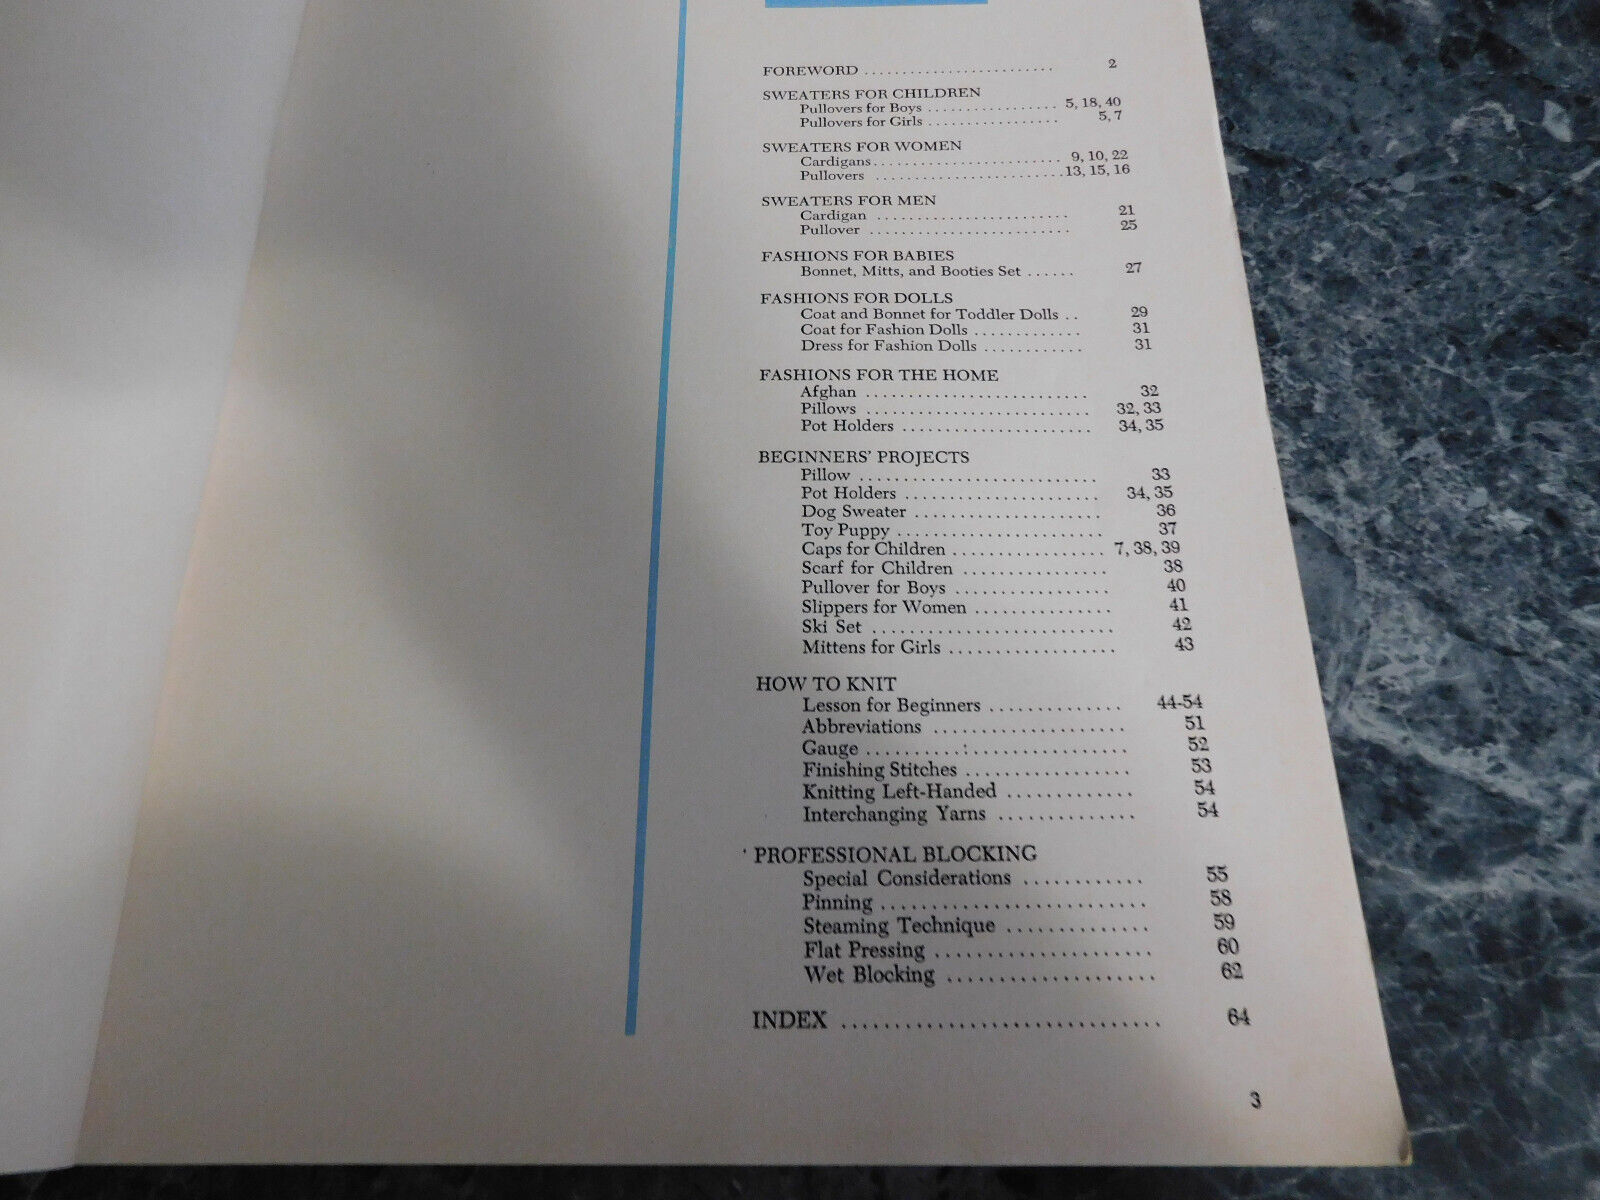 FOREWORD ......................... 2
SWEATERS FOR CHILDREN
Pullovers for Boys ................. 5, 18, 40
Pullovers for Girls ................. 5, 7
SWEATERS FOR WOMEN
Cardigans ......................... 9, 10, 22
Pullovers ......................... 13, 15, 16
SWEATERS FOR MEN
Cardigan ......................... 21
Pullover .......................... 25
FASHIONS FOR BABIES
Bonnet, Mitts, and Booties Set ...... 27
FASHIONS FOR DOLLS
Coat and Bonnet for Toddler Dolls .. 29
Coat for Fashion Dolls ............. 31
Dress for Fashion Dolls ............ 31
FASHIONS FOR THE HOME
Afghan ........................... 32
Pillows ........................... 32, 33
Pot Holders ...................... 34, 35
BEGINNERS' PROJECTS
Pillow ............................ 33
Pot Holders ...................... 34, 35
Dog Sweater ..................... 36
Toy Puppy ........................ 37
Caps for Children ................. 7, 38, 39
Scarf for Children ................ 38
Pullover for Boys ................. 40
Slippers for Women ............... 41
Ski Set .......................... 42
Mittens for Girls .................. 43
HOW TO KNIT
Lesson for Beginners .............. 44-54
Abbreviations .................... 51
Gauge ........................... 52
Finishing Stitches ................. 53
Knitting Left-Handed ............. 54
Interchanging Yarns .............. 54
PROFESSIONAL BLOCKING
Special Considerations ............ 55
Pinning .......................... 58
Steaming Technique .............. 59
Flat Pressing ..................... 60
Wet Blocking .................... 62
INDEX .............................. 64
3